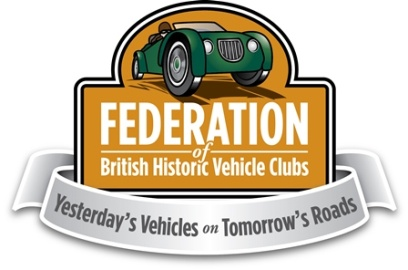 FEDERATION
of
British Historic Vehicle Clubs
Yesterday's Vehicles on Tomorrow's Roads